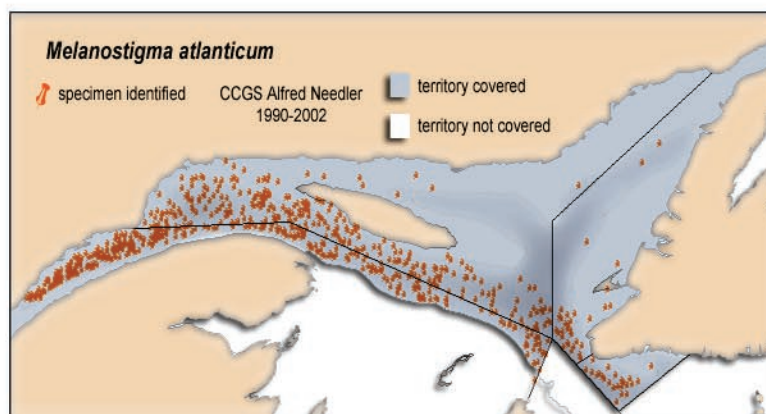 Melanostigma atlanticum
specimen identified
CCGS Alfred Needler
1990-2002
territory covered
territory not covered